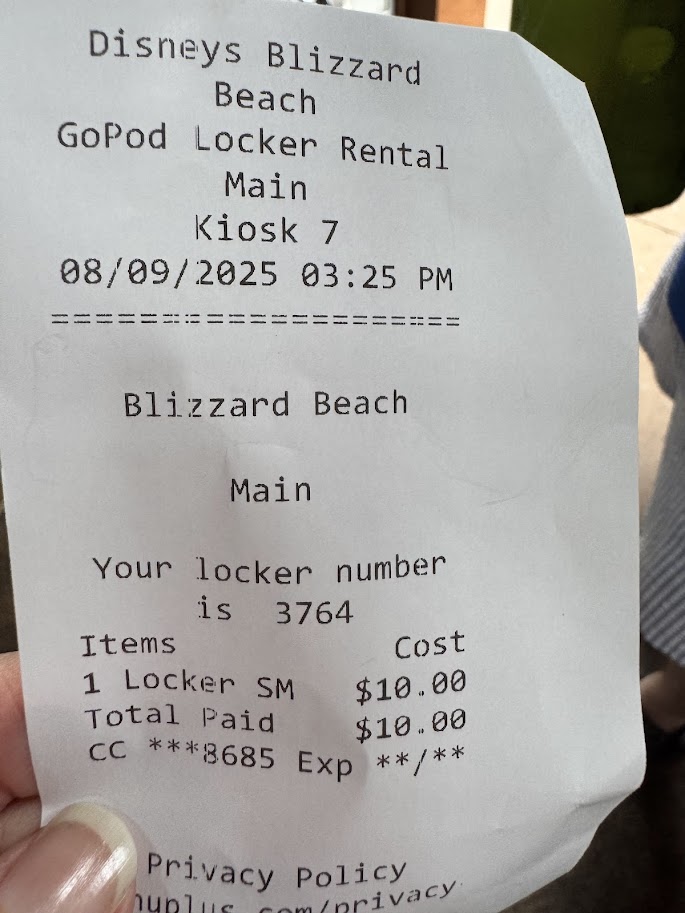 Disneys Blizzard
Beach
GoPod Locker Rental
Main
Kiosk 7
08/09/2025 03:25 PM
============================
Blizzard Beach
Main
Your locker number
is 3764
Items Cost
1 Locker SM $10.00
Total Paid $10.00
CC ***8685 Exp **/**
Privacy Policy
com/privacy